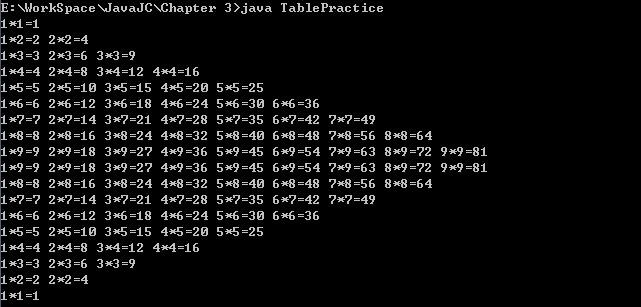 E:\WorkSpace\JavaJC\Chapter 3>java TablePractice
1*1=1
1*2=2 2*2=4
1*3=3 2*3=6 3*3=9
1*4=4 2*4=8 3*4=12 4*4=16
1*5=5 2*5=10 3*5=15 4*5=20 5*5=25
1*6=6 2*6=12 3*6=18 4*6=24 5*6=30 6*6=36
1*7=7 2*7=14 3*7=21 4*7=28 5*7=35 6*7=42 7*7=49
1*8=8 2*8=16 3*8=24 4*8=32 5*8=40 6*8=48 7*8=56 8*8=64
1*9=9 2*9=18 3*9=27 4*9=36 5*9=45 6*9=54 7*9=63 8*9=72 9*9=81
1*9=9 2*9=18 3*9=27 4*9=36 5*9=45 6*9=54 7*9=63 8*9=72 9*9=81
1*8=8 2*8=16 3*8=24 4*8=32 5*8=40 6*8=48 7*8=56 8*8=64
1*7=7 2*7=14 3*7=21 4*7=28 5*7=35 6*7=42 7*7=49
1*6=6 2*6=12 3*6=18 4*6=24 5*6=30 6*6=36
1*5=5 2*5=10 3*5=15 4*5=20 5*5=25
1*4=4 2*4=8 3*4=12 4*4=16
1*3=3 2*3=6 3*3=9
1*2=2 2*2=4
1*1=1